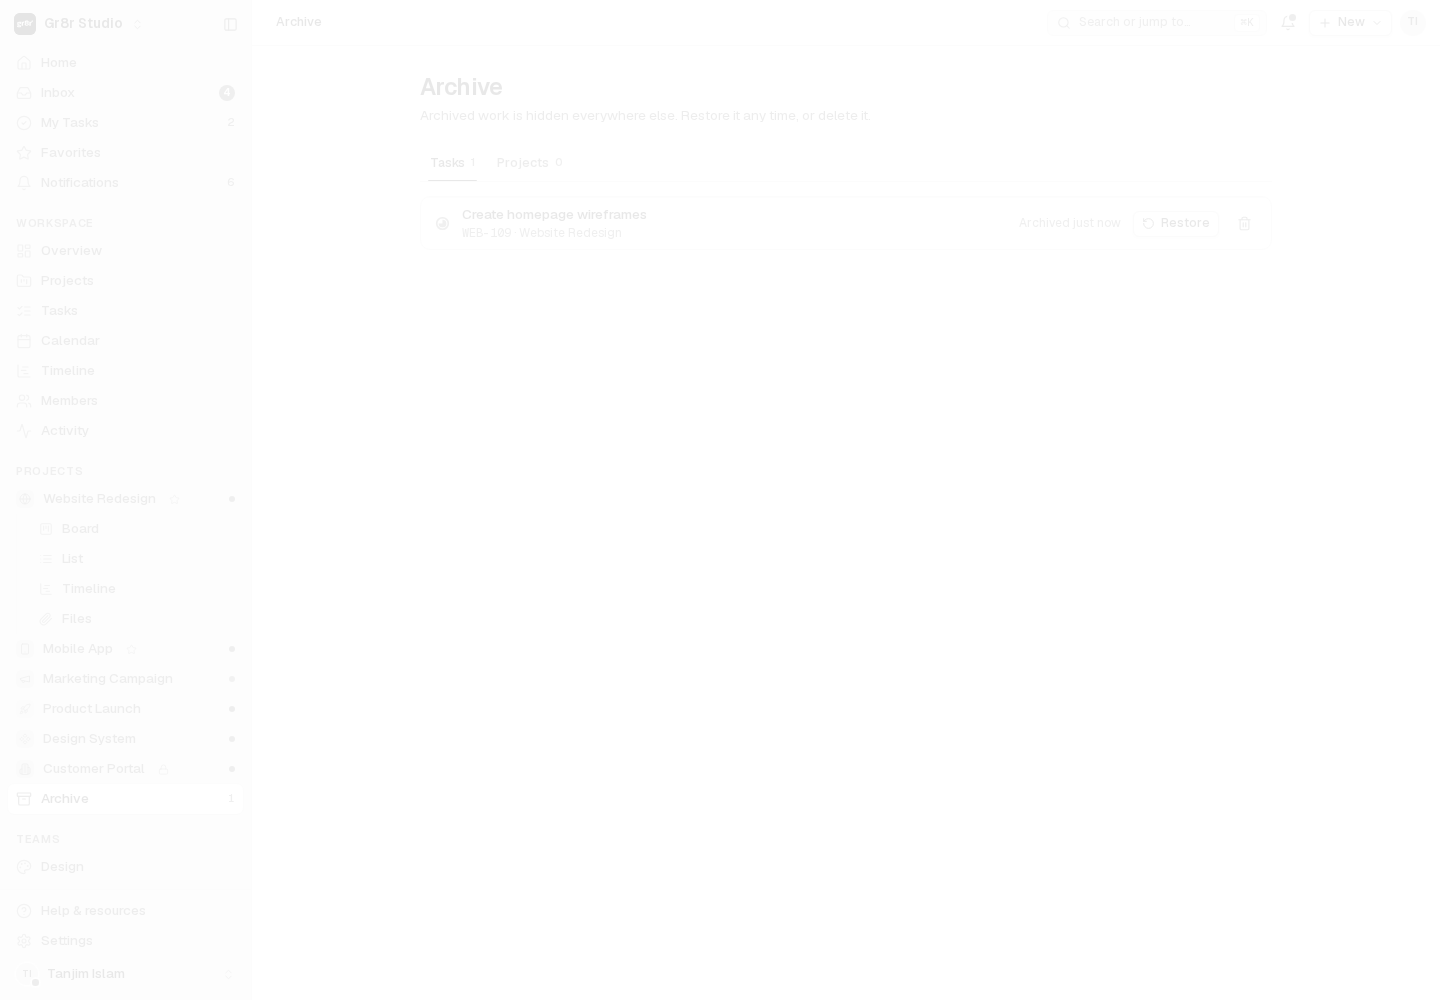 gr8r Gr8r Studio
Home
Inbox 4
My Tasks 2
Favorites
Notifications 6
WORKSPACE
Overview
Projects
Tasks
Calendar
Timeline
Members
Activity
PROJECTS
Website Redesign
Board
List
Timeline
Files
Mobile App
Marketing Campaign
Product Launch
Design System
Customer Portal
Archive 1
TEAMS
Design
Help & resources
Settings
TI Tanjim Islam
Archive
Search or jump to... ⌘K
New
TI
Archive
Archived work is hidden everywhere else. Restore it any time, or delete it.
Tasks 1 Projects 0
Create homepage wireframes
WEB-109 · Website Redesign
Archived just now Restore